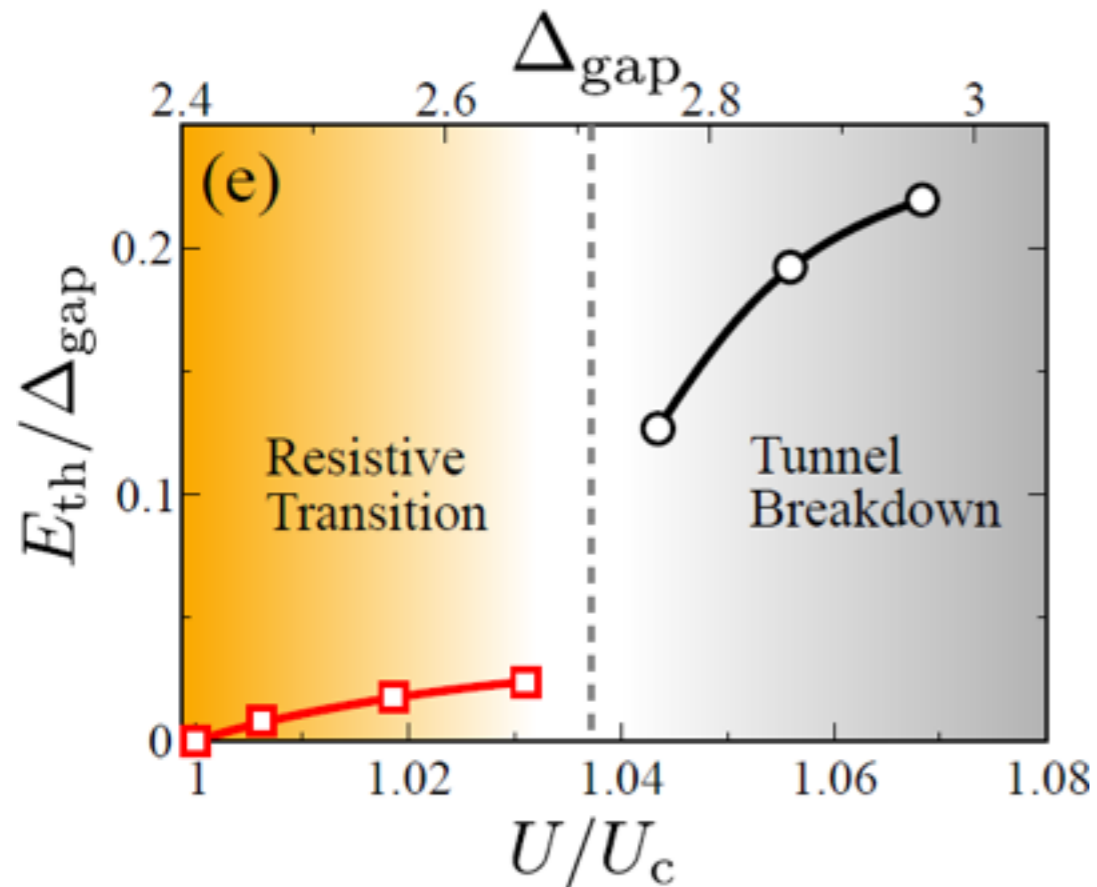 Δgap
2.4 2.6 2.8 3
(e)
0.2
0.1
0
Eth/Δgap
Resistive
Transition
Tunnel
Breakdown
1 1.02 1.04 1.06 1.08
U/Uc